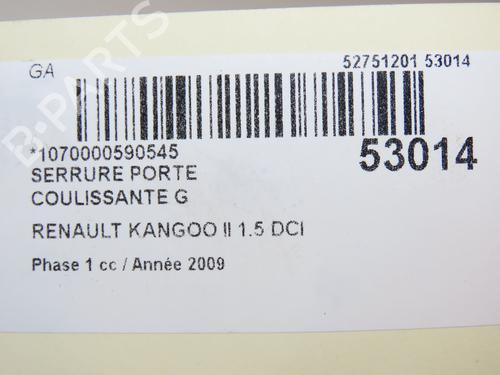 GA
52751201 53014
*1070000590545
53014
SERRURE PORTE
COULISSANTE G
RENAULT KANGOO II 1.5 DCI
Phase 1 cc / Année 2009
B-PARTS